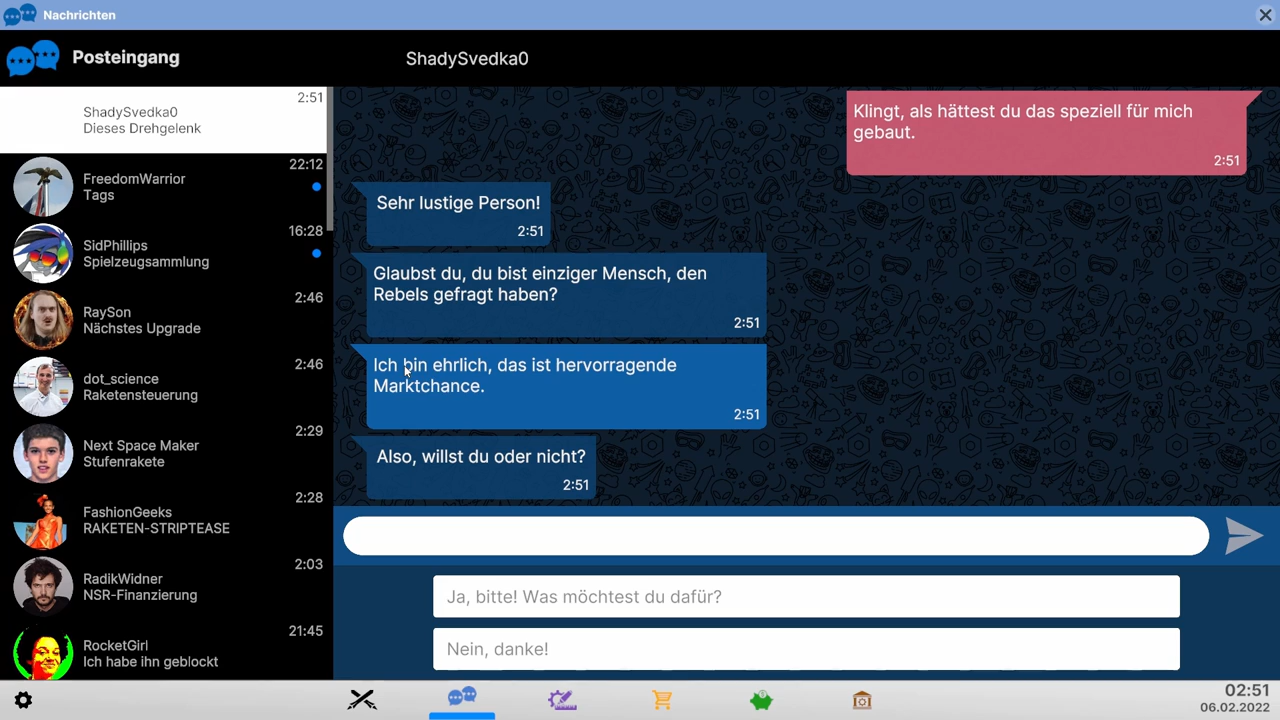 Nachrichten
Posteingang
ShadySvedka0
2:51
ShadySvedka0
Dieses Drehgelenk
22:12
FreedomWarrior
Tags
16:28
SidPhillips
Spielzeugsammlung
2:46
RaySon
Nächstes Upgrade
2:46
dot_science
Raketensteuerung
2:29
Next Space Maker
Stufenrakete
2:28
FashionGeeks
RAKETEN-STRIPTEASE
2:03
RadikWidner
NSR-Finanzierung
21:45
RocketGirl
Ich habe ihn geblockt
Klingt, als hättest du das speziell für mich
gebaut.
2:51
Sehr lustige Person!
2:51
Glaubst du, du bist einziger Mensch, den
Rebels gefragt haben?
2:51
Ich bin ehrlich, das ist hervorragende
Marktchance.
2:51
Also, willst du oder nicht?
2:51
Ja, bitte! Was möchtest du dafür?
Nein, danke!
02:51
06.02.2022